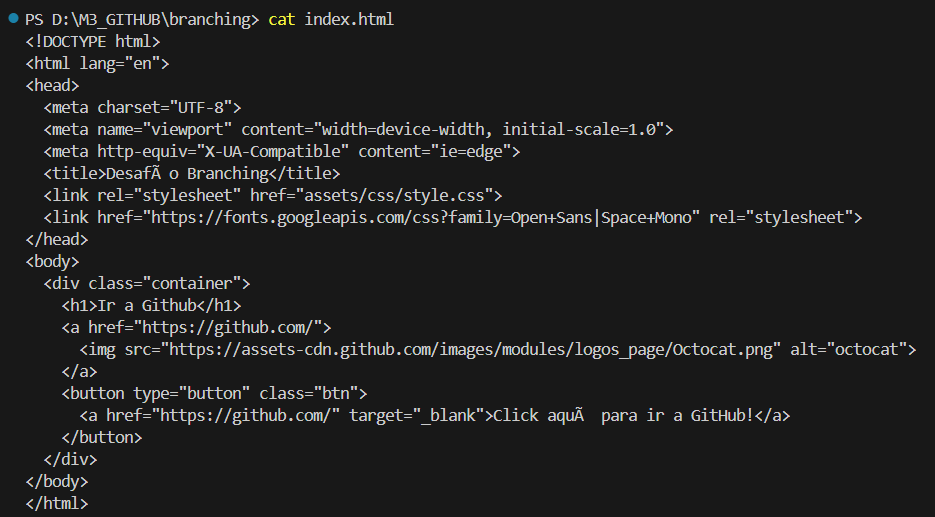 PS D:\M3_GITHUB\branching> cat index.html
<!DOCTYPE html>
<html lang="en">
<head>
  <meta charset="UTF-8">
  <meta name="viewport" content="width=device-width, initial-scale=1.0">
  <meta http-equiv="X-UA-Compatible" content="ie=edge">
  <title>DesafÃ­o Branching</title>
  <link rel="stylesheet" href="assets/css/style.css">
  <link href="https://fonts.googleapis.com/css?family=Open+Sans|Space+Mono" rel="stylesheet">
</head>
<body>
  <div class="container">
    <h1>Ir a Github</h1>
    <a href="https://github.com/">
      <img src="https://assets-cdn.github.com/images/modules/logos_page/Octocat.png" alt="octocat">
    </a>
    <button type="button" class="btn">
      <a href="https://github.com/" target="_blank">Click aquÃ­ para ir a GitHub!</a>
    </button>
  </div>
</body>
</html>